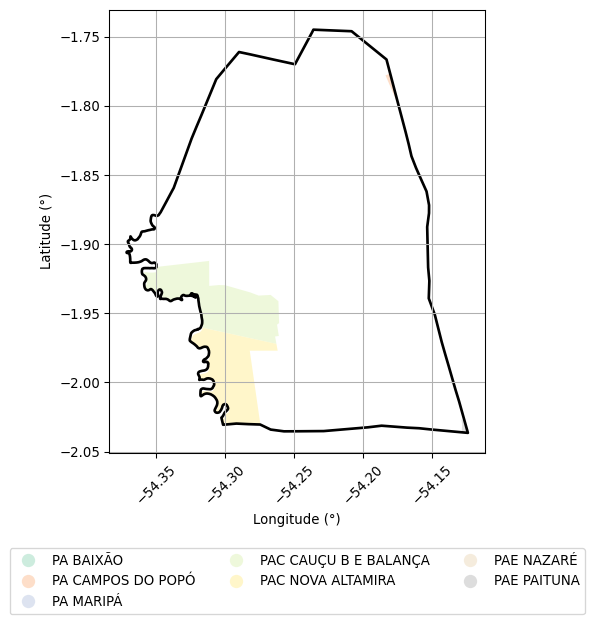 −1.75
−1.80
−1.85
−1.90
−1.95
−2.00
−2.05
Latitude (°)
−54.35
−54.30
−54.25
−54.20
−54.15
Longitude (°)
PA BAIXÃO
PA CAMPOS DO POPÓ
PA MARIPÁ
PAC CAUÇU B E BALANÇA
PAC NOVA ALTAMIRA
PAE NAZARÉ
PAE PAITUNA